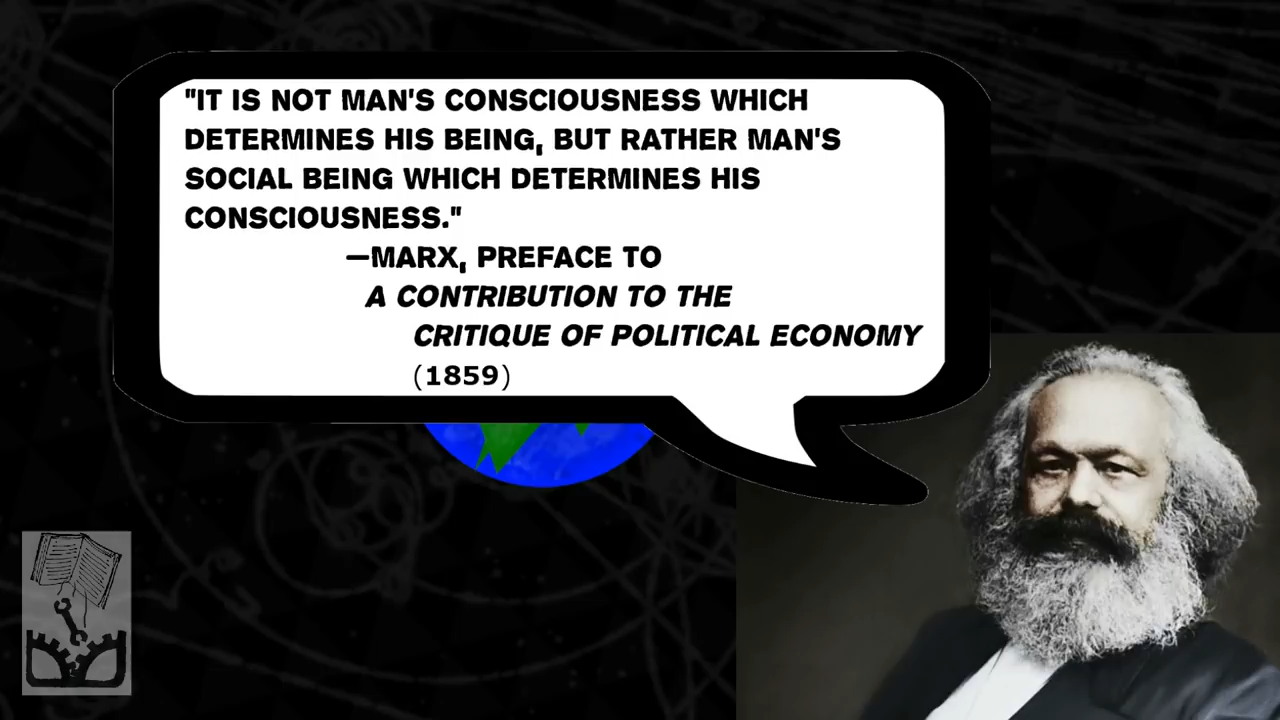 "IT IS NOT MAN'S CONSCIOUSNESS WHICH
DETERMINES HIS BEING, BUT RATHER MAN'S
SOCIAL BEING WHICH DETERMINES HIS
CONSCIOUSNESS."
—MARX, PREFACE TO
A CONTRIBUTION TO THE
CRITIQUE OF POLITICAL ECONOMY
(1859)